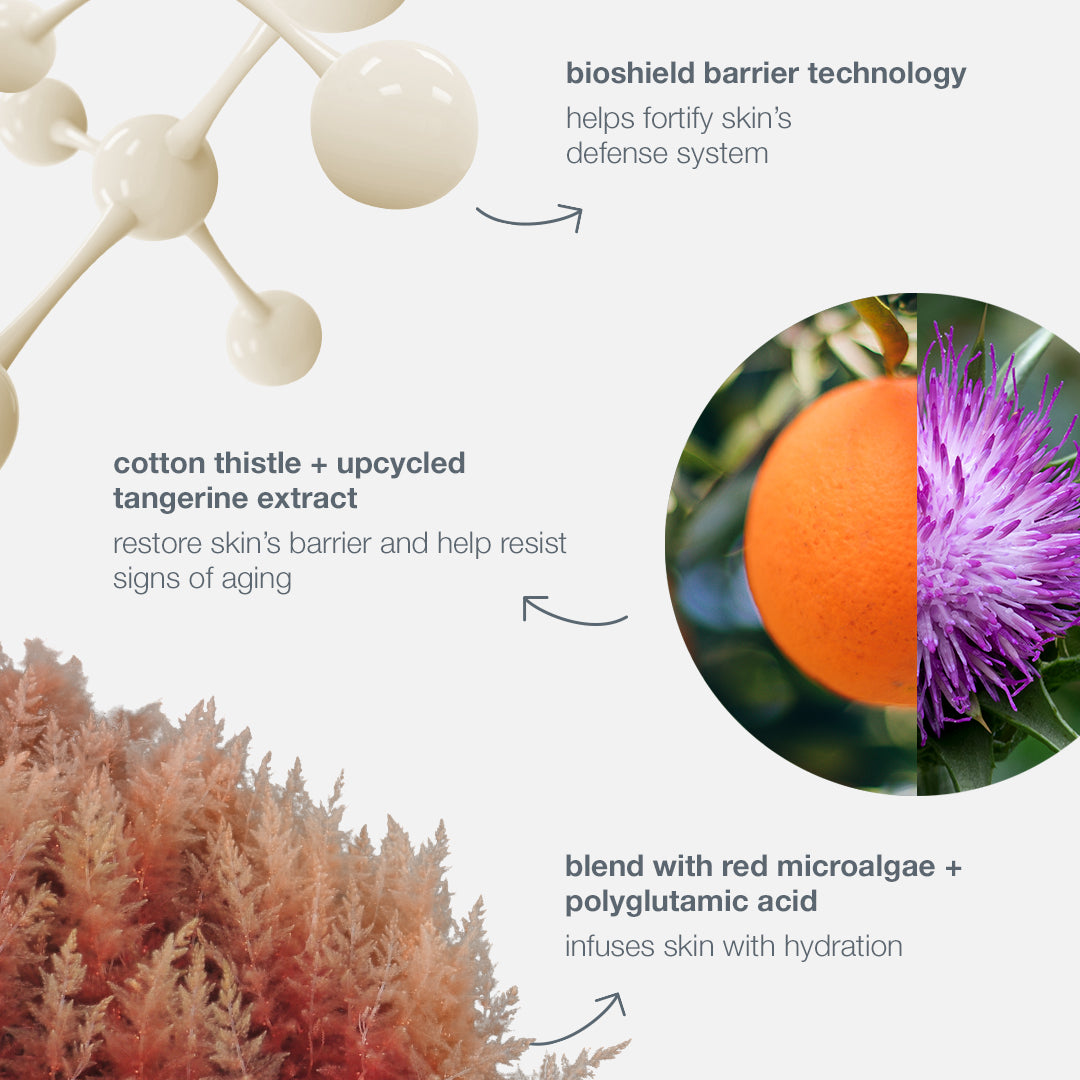 bioshield barrier technology
helps fortify skin's
defense system
cotton thistle + upcycled
tangerine extract
restore skin's barrier and help resist
signs of aging
blend with red microalgae +
polyglutamic acid
infuses skin with hydration